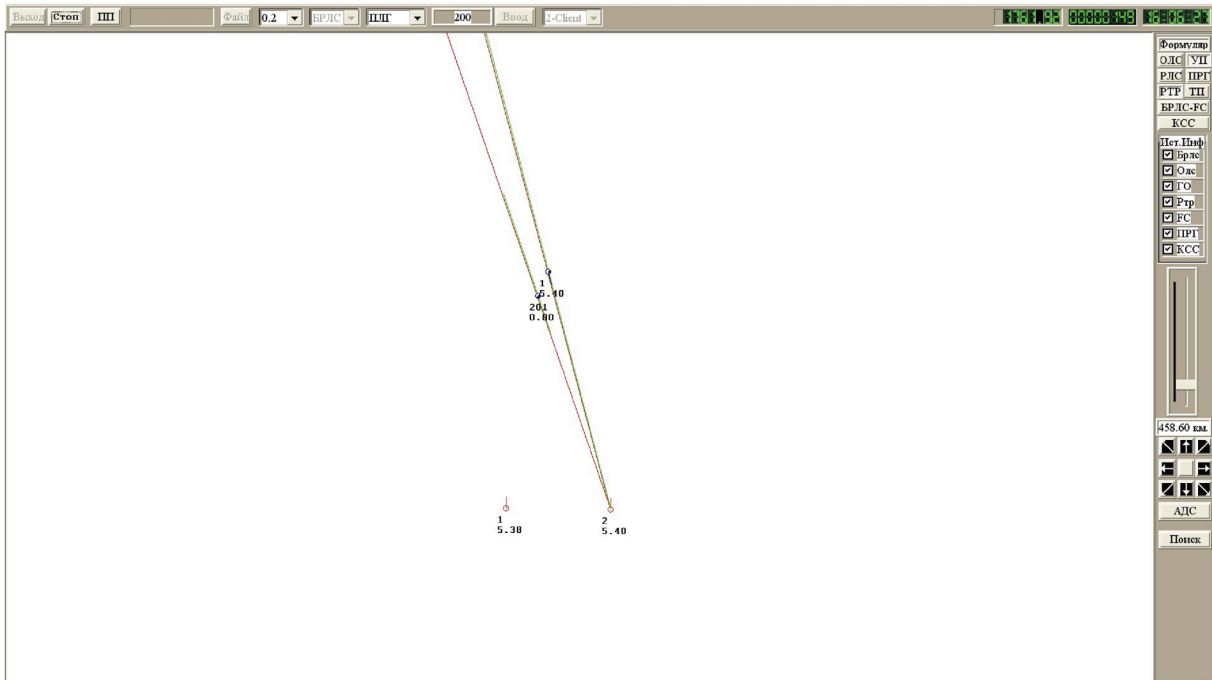 Выход Стоп ПП Файл 0.2 БРЛС ПЛГ 200 Ввод 2-Client 00000149
Формуляр
ОЛС УП
РЛС ПРГ
РТР ТП
БРЛС-FC
КСС
Ист.Инф
Брлс
Олс
ГО
Ртр
FC
ПРГ
КСС
1
5.40
201
0.00
458.60 км.
АДС
1
5.30
2
5.40
Поиск